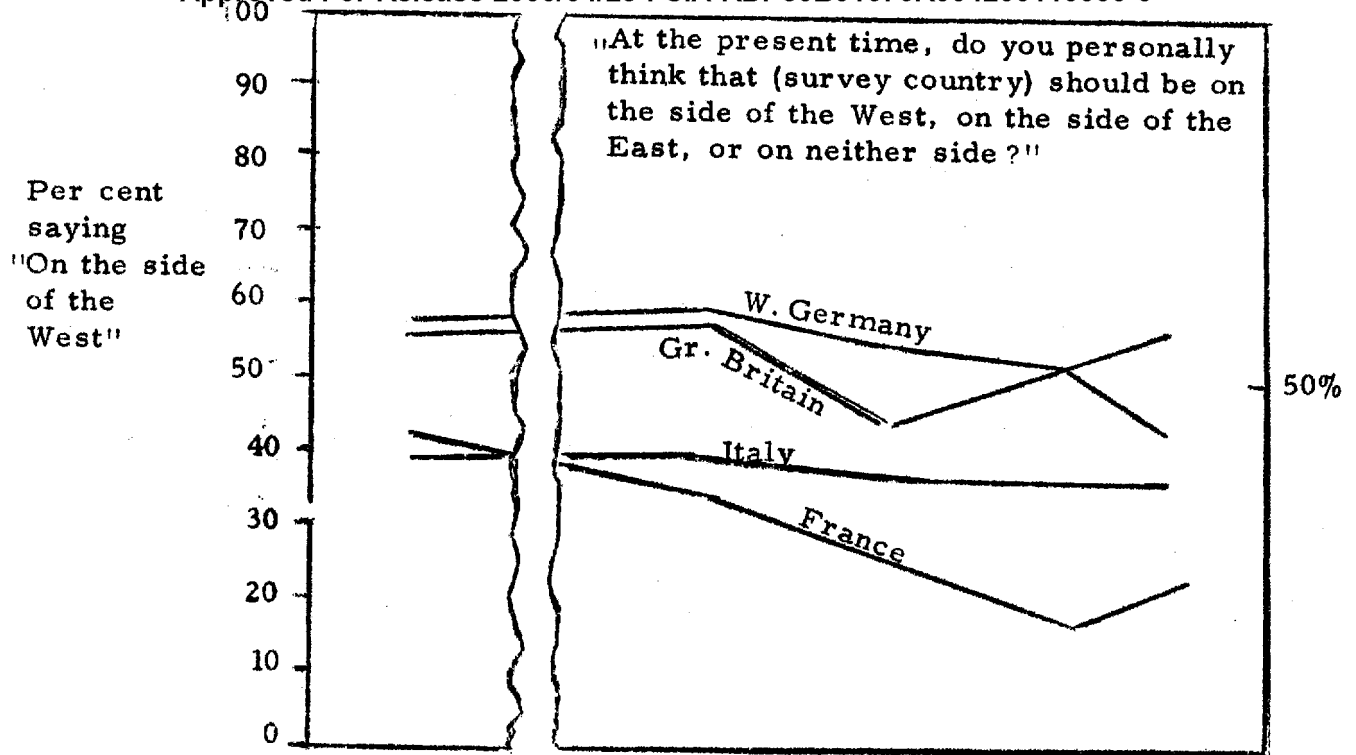 100
"At the present time, do you personally
think that (survey country) should be on
the side of the West, on the side of the
East, or on neither side?"
90
80
Per cent
saying
"On the side
of the
West"
70
60
50
40
30
20
10
0
W. Germany
Gr. Britain
Italy
France
50%